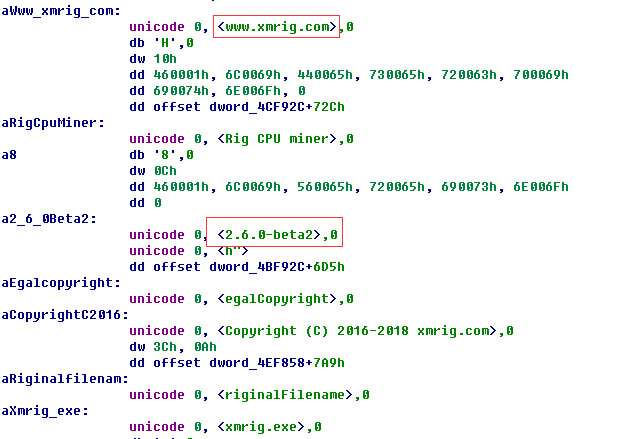 aWww_xmrig_com:
unicode 0, <www.xmrig.com>,0
db 'H',0
dw 10h
dd 460001h, 6C0069h, 440065h, 730065h, 720063h, 700069h
dd 690074h, 6E006Fh, 0
dd offset dword_4CF92C+72Ch
aRigCpuMiner:
unicode 0, <Rig CPU miner>,0
a8 db '8',0
dw 0Ch
dd 460001h, 6C0069h, 560065h, 720065h, 690073h, 6E006Fh
dd 0
a2_6_0Beta2:
unicode 0, <2.6.0-beta2>,0
unicode 0, <h">
dd offset dword_4BF92C+6D5h
aEgalcopyright:
unicode 0, <egalCopyright>,0
aCopyrightC2016:
unicode 0, <Copyright (C) 2016-2018 xmrig.com>,0
dw 3Ch, 0Ah
dd offset dword_4EF858+7A9h
aRiginalfilenam:
unicode 0, <riginalFilename>,0
aXmrig_exe:
unicode 0, <xmrig.exe>,0